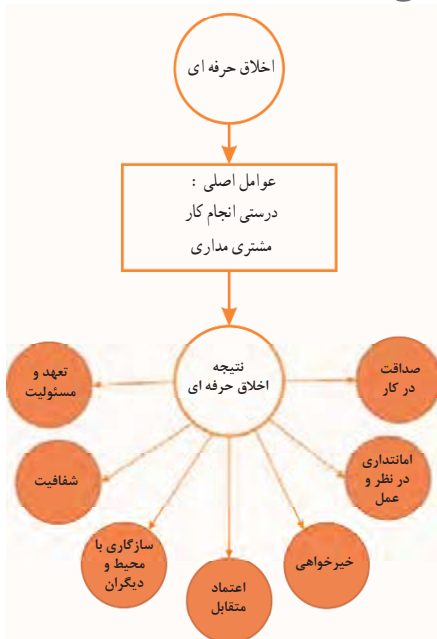 اخلاق حرفه ای
عوامل اصلی :
درستی انجام کار
مشتری مداری
نتیجه
اخلاق حرفه ای
صداقت
در کار
امانتداری
در نظر و
عمل
خیرخواهی
اعتماد
متقابل
سازگاری با
محیط و
دیگران
شفافیت
تعهد و
مسئولیت